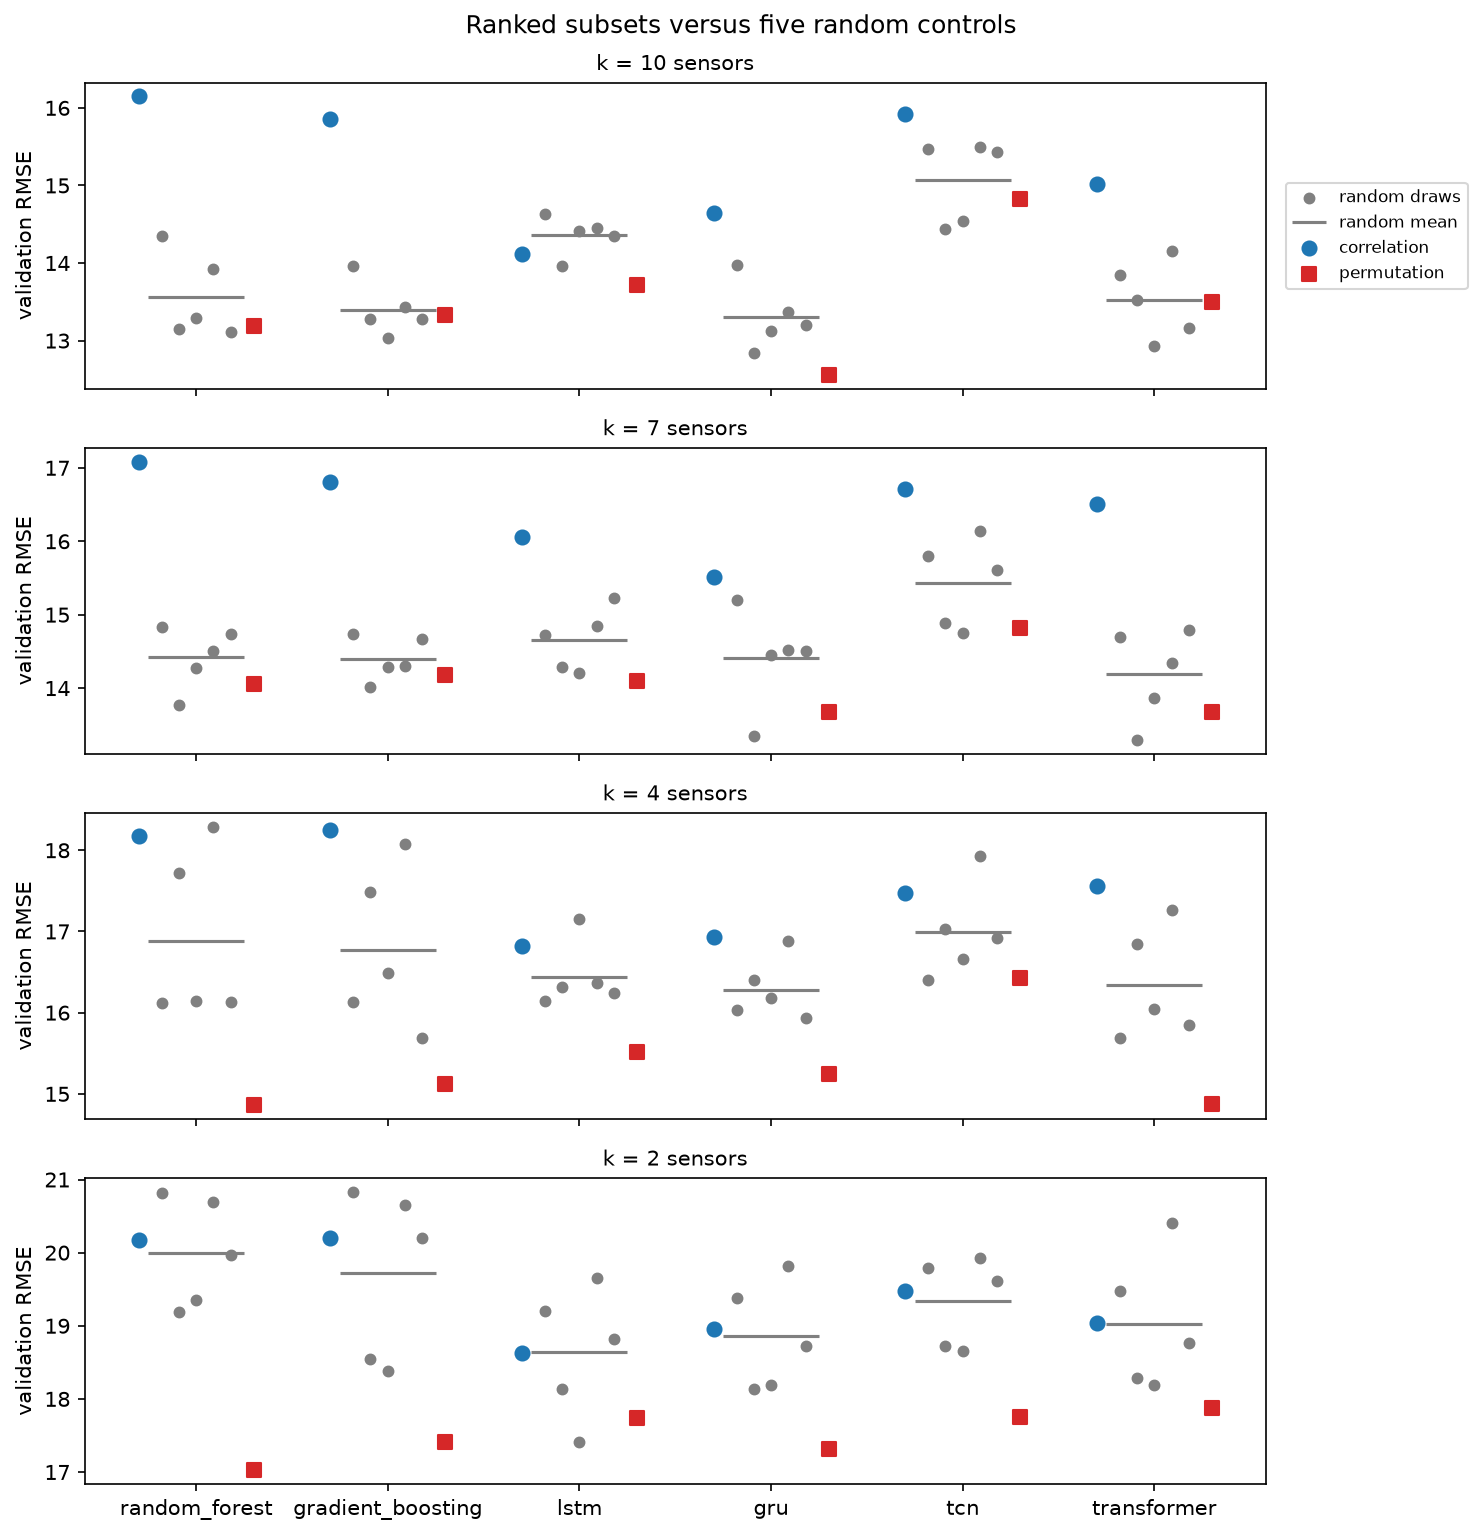 Ranked subsets versus five random controls
k = 10 sensors
validation RMSE
16
15
14
13
random draws
random mean
correlation
permutation
k = 7 sensors
validation RMSE
17
16
15
14
k = 4 sensors
validation RMSE
18
17
16
15
k = 2 sensors
validation RMSE
21
20
19
18
17
random_forest gradient_boosting lstm gru tcn transformer